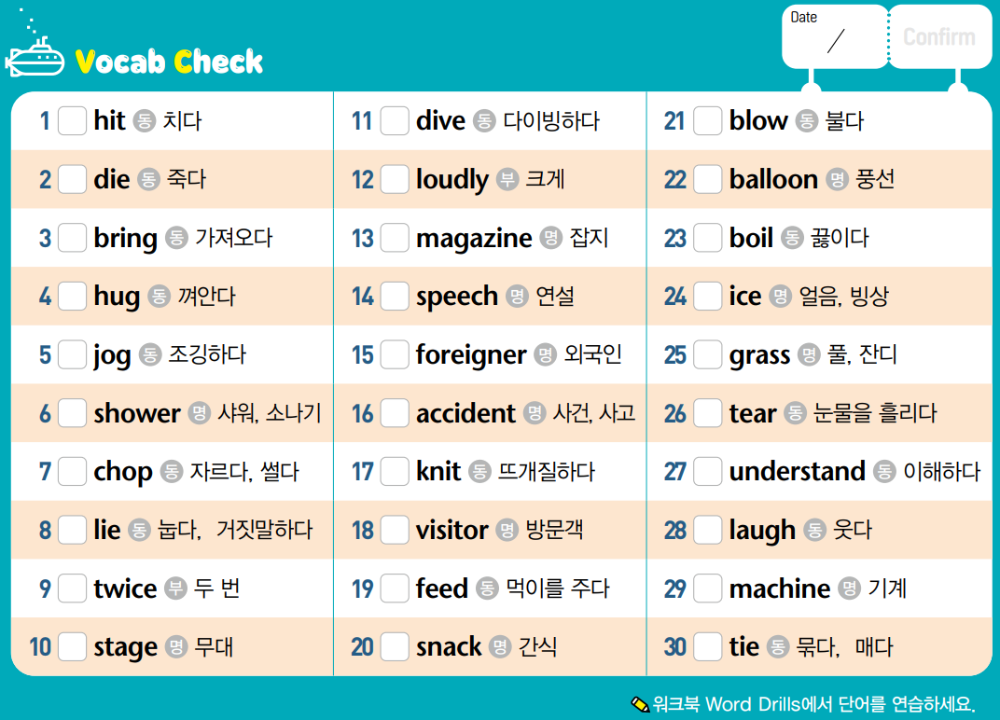 Vocab Check
Date
/
Confirm
1 hit 동 치다
2 die 동 죽다
3 bring 동 가져오다
4 hug 동 껴안다
5 jog 동 조깅하다
6 shower 명 샤워, 소나기
7 chop 동 자르다, 썰다
8 lie 동 눕다, 거짓말하다
9 twice 부 두 번
10 stage 명 무대
11 dive 동 다이빙하다
12 loudly 부 크게
13 magazine 명 잡지
14 speech 명 연설
15 foreigner 명 외국인
16 accident 명 사건, 사고
17 knit 동 뜨개질하다
18 visitor 명 방문객
19 feed 동 먹이를 주다
20 snack 명 간식
21 blow 동 불다
22 balloon 명 풍선
23 boil 동 끓이다
24 ice 명 얼음, 빙상
25 grass 명 풀, 잔디
26 tear 동 눈물을 흘리다
27 understand 동 이해하다
28 laugh 동 웃다
29 machine 명 기계
30 tie 동 묶다, 매다
워크북 Word Drills에서 단어를 연습하세요.